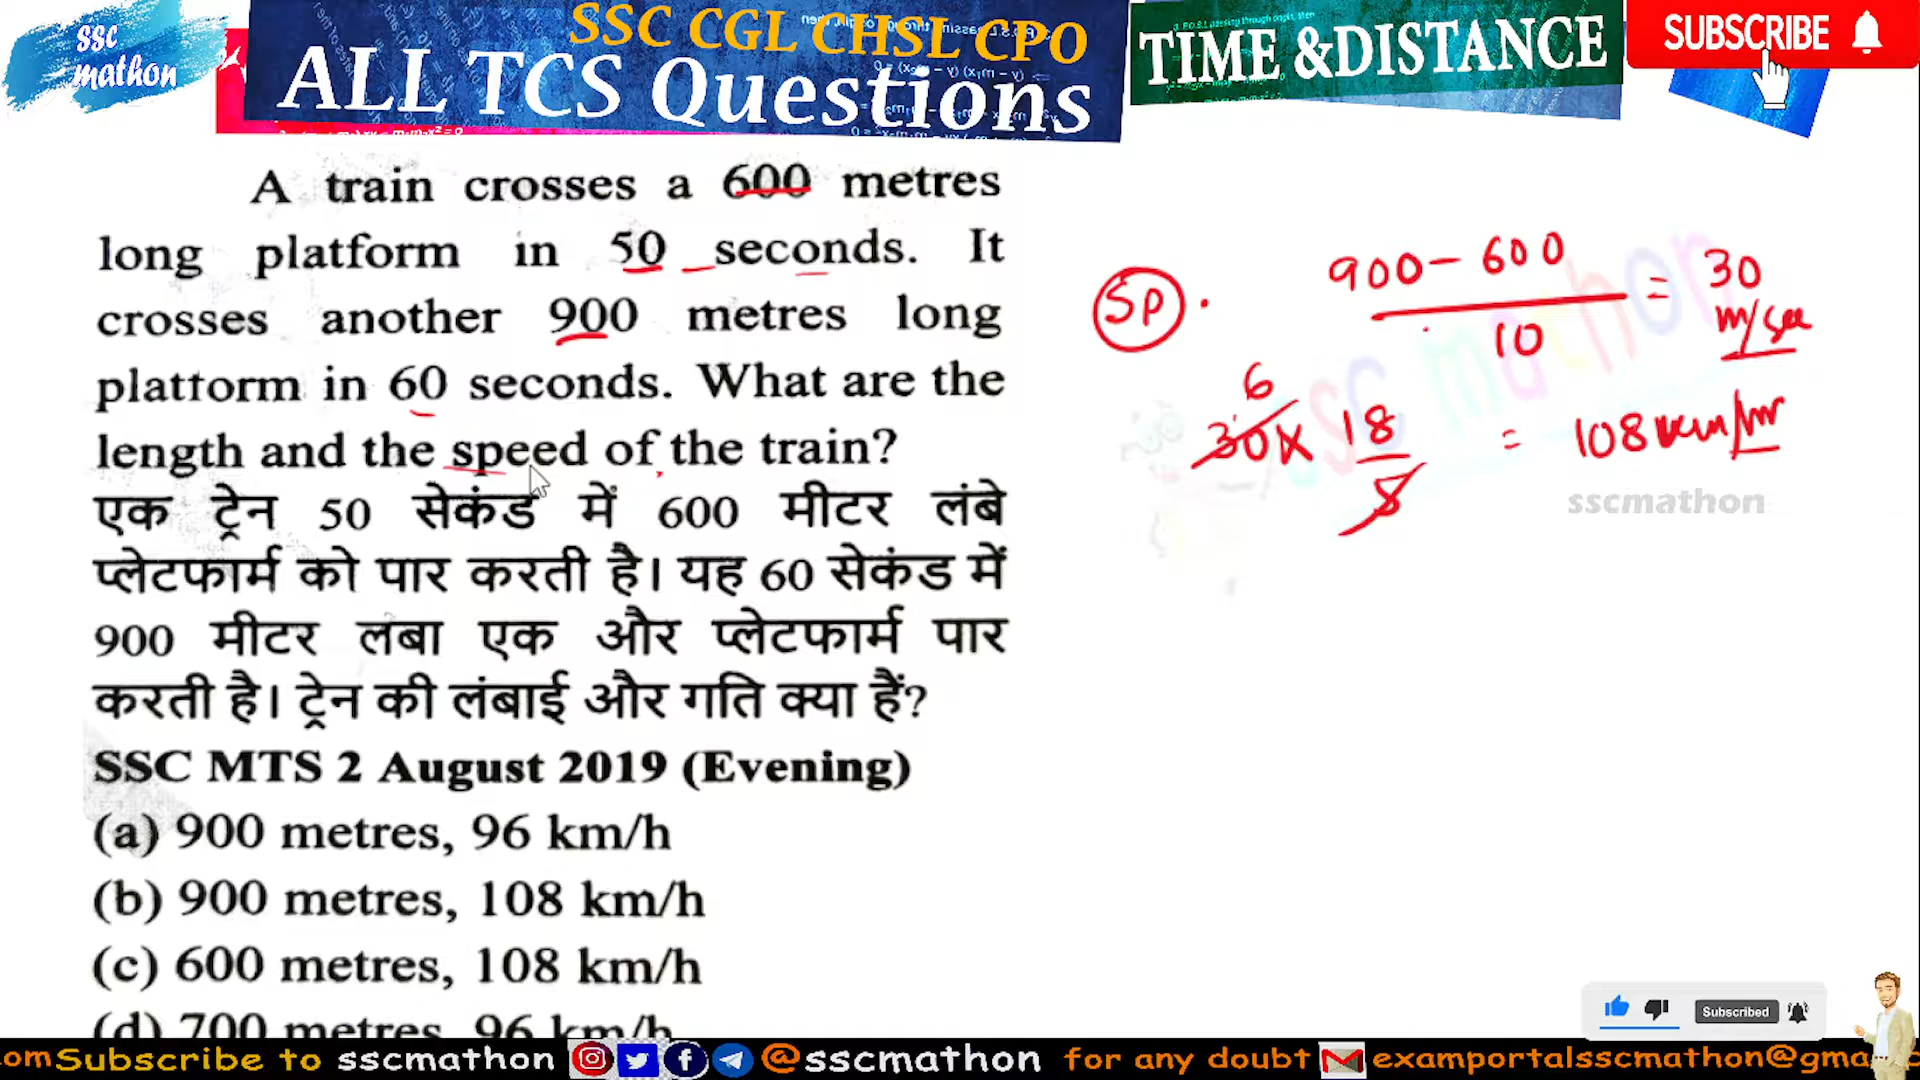 ssc
mathon
SSC CGL CHSL CPO
ALL TCS Questions
TIME &DISTANCE
SUBSCRIBE
A train crosses a 600 metres
long platform in 50 seconds. It
crosses another 900 metres long
plattorm in 60 seconds. What are the
length and the speed of the train?
एक ट्रेन 50 सेकंड में 600 मीटर लंबे
प्लेटफार्म को पार करती है। यह 60 सेकंड में
900 मीटर लंबा एक और प्लेटफार्म पार
करती है। ट्रेन की लंबाई और गति क्या हैं?
SSC MTS 2 August 2019 (Evening)
(a) 900 metres, 96 km/h
(b) 900 metres, 108 km/h
(c) 600 metres, 108 km/h
(d) 700 metres, 96 km/h
Sp.
900 - 600 = 30
10 m/sec
6
30 x 18 = 108 km/hr
5
ssc mathon
sscmathon
Subscribed
om Subscribe to sscmathon @sscmathon for any doubt examportalsscmathon@gma